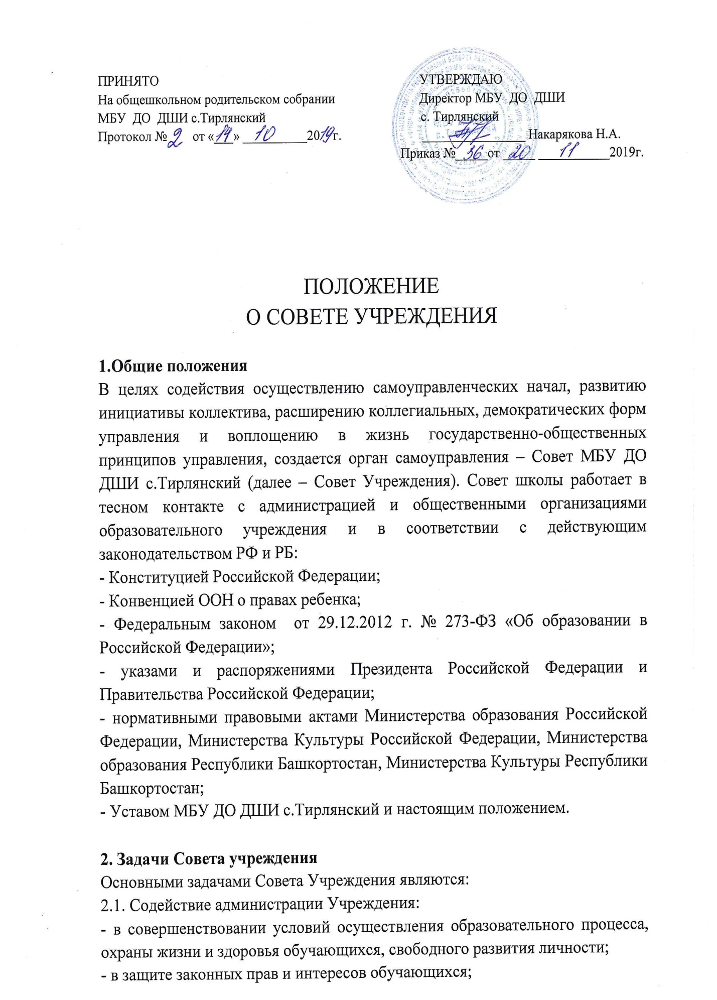 ПРИНЯТО
На общешкольном родительском собрании
МБУ ДО ДШИ с.Тирлянский
Протокол № 2 от «14» 10 2019г.
УТВЕРЖДАЮ
Директор МБУ ДО ДШИ
с. Тирлянский
Накарякова Н.А.
Приказ № 36 от 20 11 2019г.
ПОЛОЖЕНИЕ
О СОВЕТЕ УЧРЕЖДЕНИЯ
1.Общие положения
В целях содействия осуществлению самоуправленческих начал, развитию
инициативы коллектива, расширению коллегиальных, демократических форм
управления и воплощению в жизнь государственно-общественных
принципов управления, создается орган самоуправления – Совет МБУ ДО
ДШИ с.Тирлянский (далее – Совет Учреждения). Совет школы работает в
тесном контакте с администрацией и общественными организациями
образовательного учреждения и в соответствии с действующим
законодательством РФ и РБ:
- Конституцией Российской Федерации;
- Конвенцией ООН о правах ребенка;
- Федеральным законом от 29.12.2012 г. № 273-ФЗ «Об образовании в
Российской Федерации»;
- указами и распоряжениями Президента Российской Федерации и
Правительства Российской Федерации;
- нормативными правовыми актами Министерства образования Российской
Федерации, Министерства Культуры Российской Федерации, Министерства
образования Республики Башкортостан, Министерства Культуры Республики
Башкортостан;
- Уставом МБУ ДО ДШИ с.Тирлянский и настоящим положением.
2. Задачи Совета учреждения
Основными задачами Совета Учреждения являются:
2.1. Содействие администрации Учреждения:
- в совершенствовании условий осуществления образовательного процесса,
охраны жизни и здоровья обучающихся, свободного развития личности;
- в защите законных прав и интересов обучающихся;